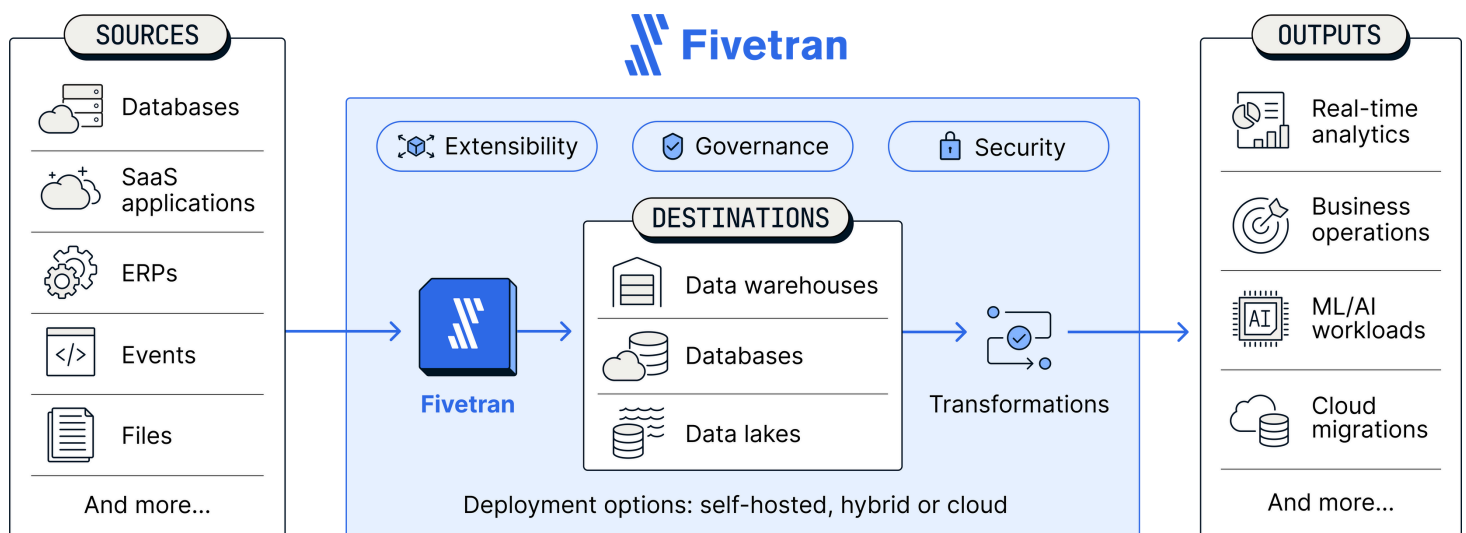 SOURCES
Databases
SaaS
applications
ERPs
</>
Events
Files
And more...
Fivetran
Extensibility
Governance
Security
Fivetran
DESTINATIONS
Data warehouses
Databases
Data lakes
Transformations
Deployment options: self-hosted, hybrid or cloud
OUTPUTS
Real-time
analytics
Business
operations
AI
ML/AI
workloads
Cloud
migrations
And more...